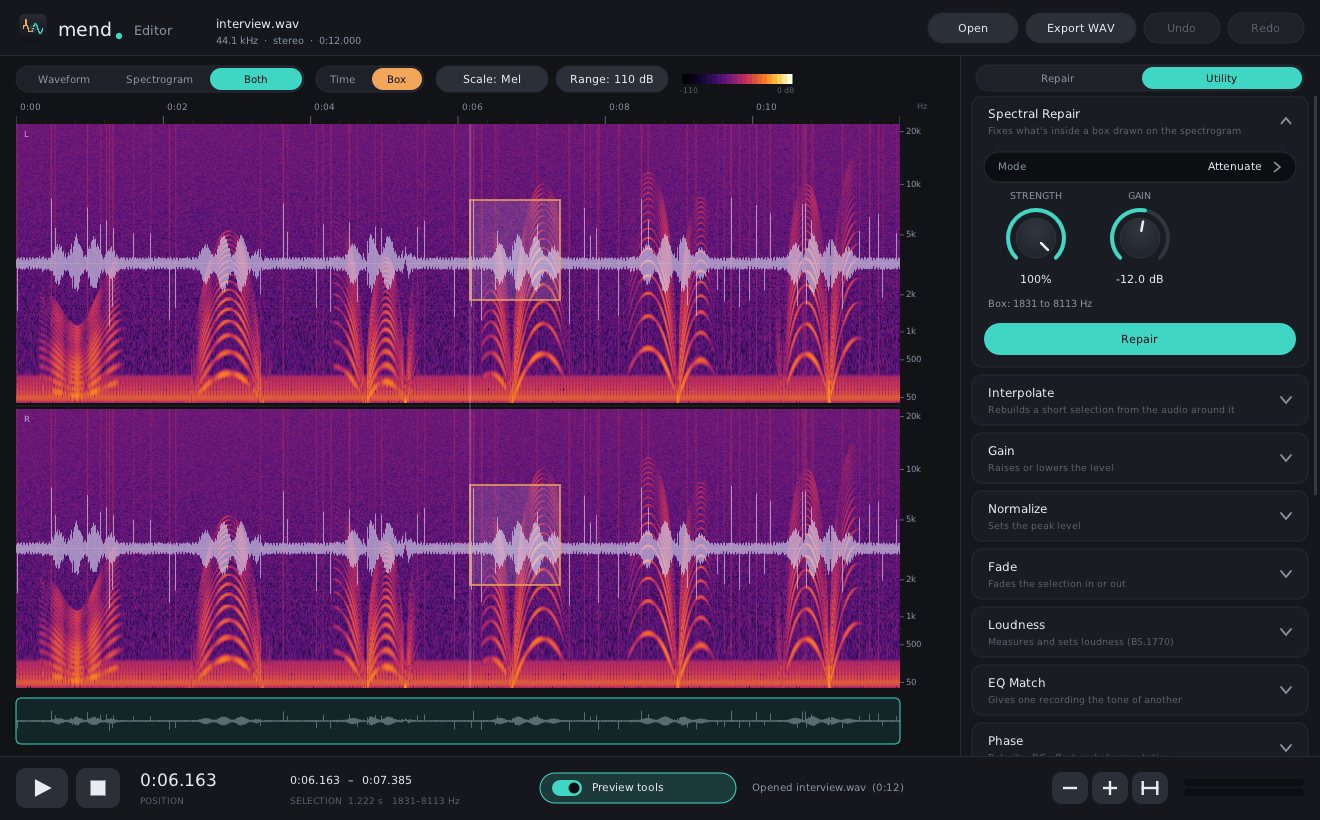 mend. Editor
interview.wav
44.1 kHz · stereo · 0:12.000
Open Export WAV Undo Redo
Waveform Spectrogram Both Time Box Scale: Mel Range: 110 dB
-110 0 dB
Repair Utility
0:00 0:02 0:04 0:06 0:08 0:10 Hz
L
20k
10k
5k
2k
1k
500
50
R
20k
10k
5k
2k
1k
500
50
Spectral Repair
Fixes what's inside a box drawn on the spectrogram
Mode Attenuate
STRENGTH GAIN
100% -12.0 dB
Box: 1831 to 8113 Hz
Repair
Interpolate
Rebuilds a short selection from the audio around it
Gain
Raises or lowers the level
Normalize
Sets the peak level
Fade
Fades the selection in or out
Loudness
Measures and sets loudness (BS.1770)
EQ Match
Gives one recording the tone of another
Phase
0:06.163
POSITION
0:06.163 – 0:07.385
SELECTION 1.222 s 1831–8113 Hz
Preview tools
Opened interview.wav (0:12)